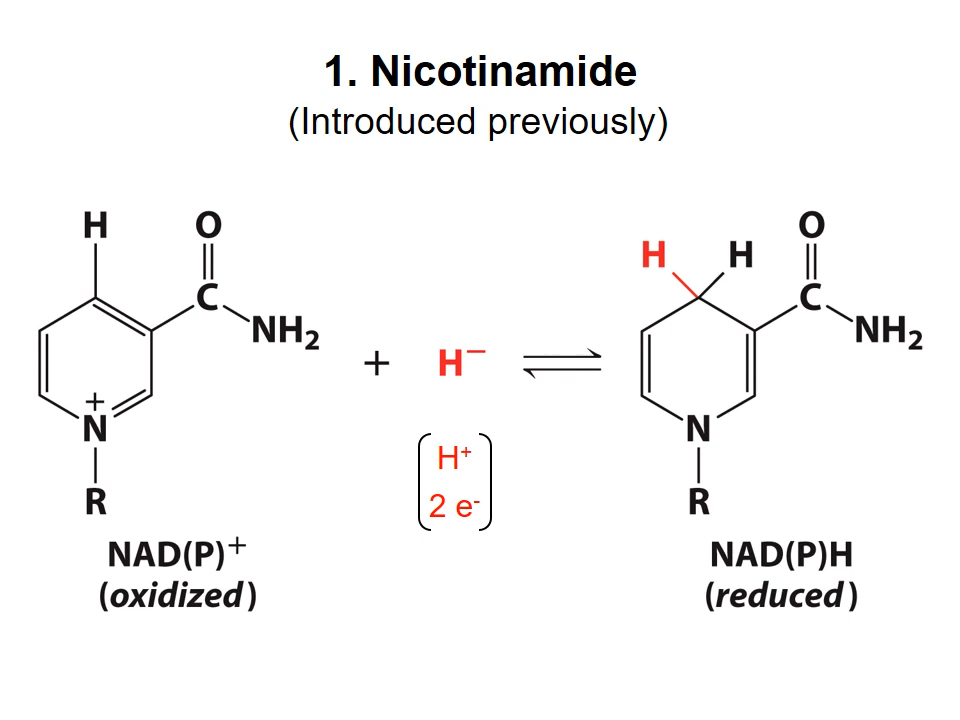 1. Nicotinamide
(Introduced previously)
H
O
C
NH₂
N
+
R
NAD(P)⁺
(oxidized)
+
H⁻
H⁺
2 e⁻
H H
O
C
NH₂
N
R
NAD(P)H
(reduced)